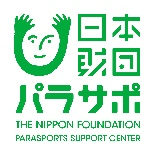 日本
財団
パラサポ
THE NIPPON FOUNDATION
PARASPORTS SUPPORT CENTER